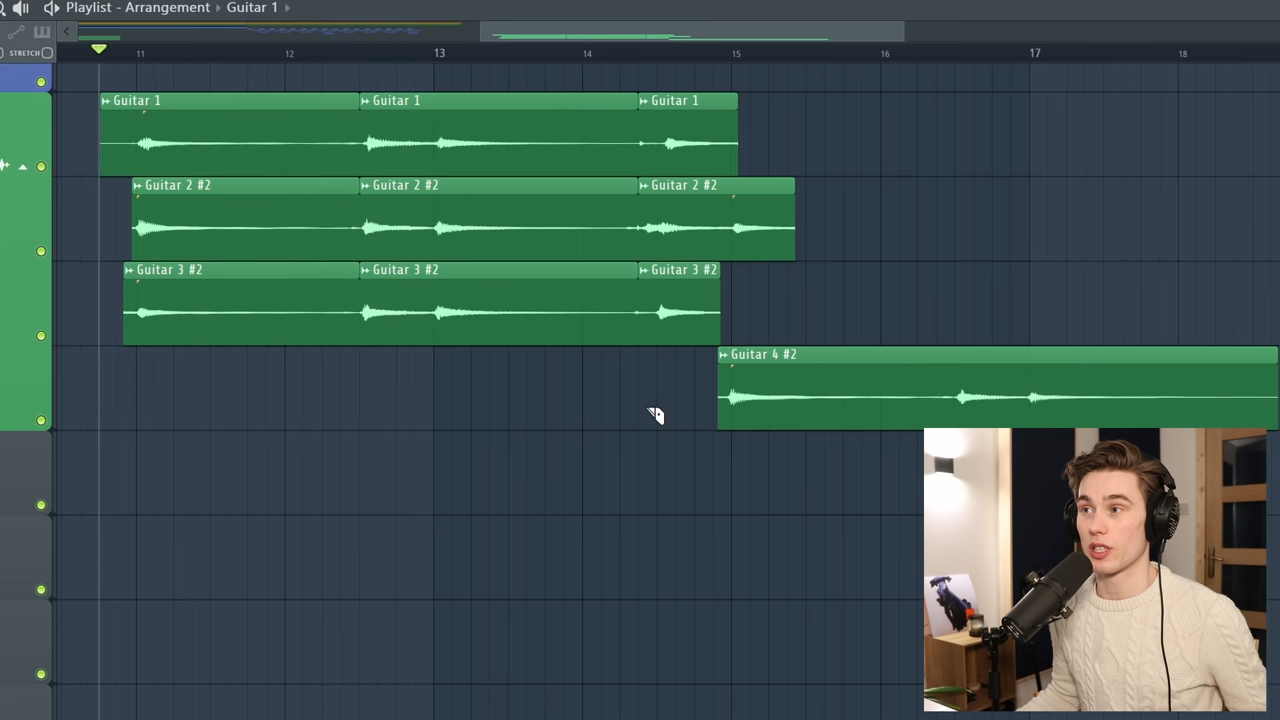 Playlist - Arrangement › Guitar 1 ›
STRETCH
11 12 13 14 15 16 17 18
Guitar 1 Guitar 1 Guitar 1
Guitar 2 #2 Guitar 2 #2 Guitar 2 #2
Guitar 3 #2 Guitar 3 #2 Guitar 3 #2
Guitar 4 #2